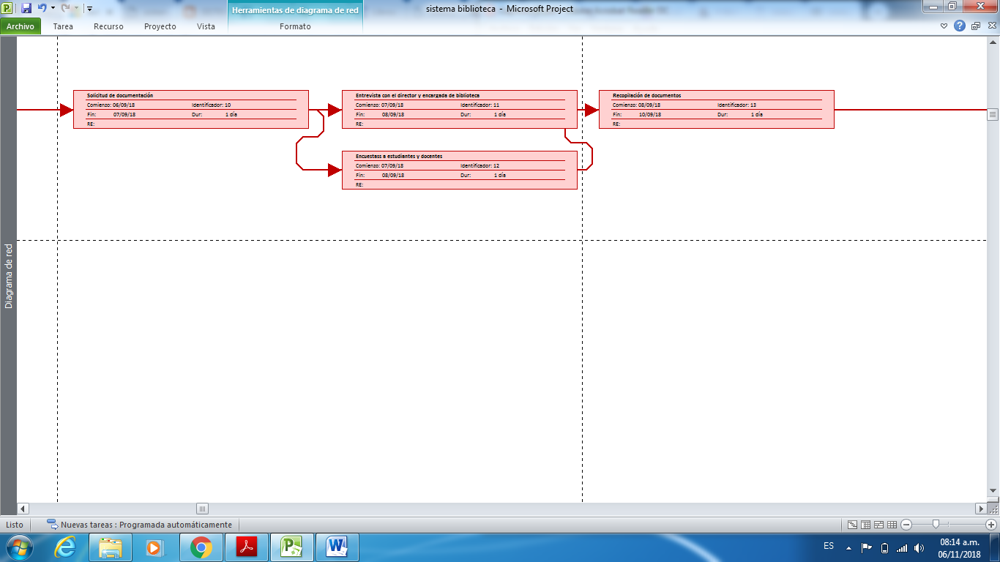 Herramientas de diagrama de red
sistema biblioteca - Microsoft Project
Archivo Tarea Recurso Proyecto Vista Formato
Solicitud de documentación
Comienzo: 06/09/18 Identificador: 10
Fin: 07/09/18 Dur: 1 día
RE:
Entrevista con el director y encargada de biblioteca
Comienzo: 07/09/18 Identificador: 11
Fin: 08/09/18 Dur: 1 día
RE:
Recopilación de documentos
Comienzo: 08/09/18 Identificador: 13
Fin: 10/09/18 Dur: 1 día
RE:
Encuestass a estudiantes y docentes
Comienzo: 07/09/18 Identificador: 12
Fin: 08/09/18 Dur: 1 día
RE:
Diagrama de red
Listo Nuevas tareas : Programada automáticamente
ES
08:14 a.m.
06/11/2018